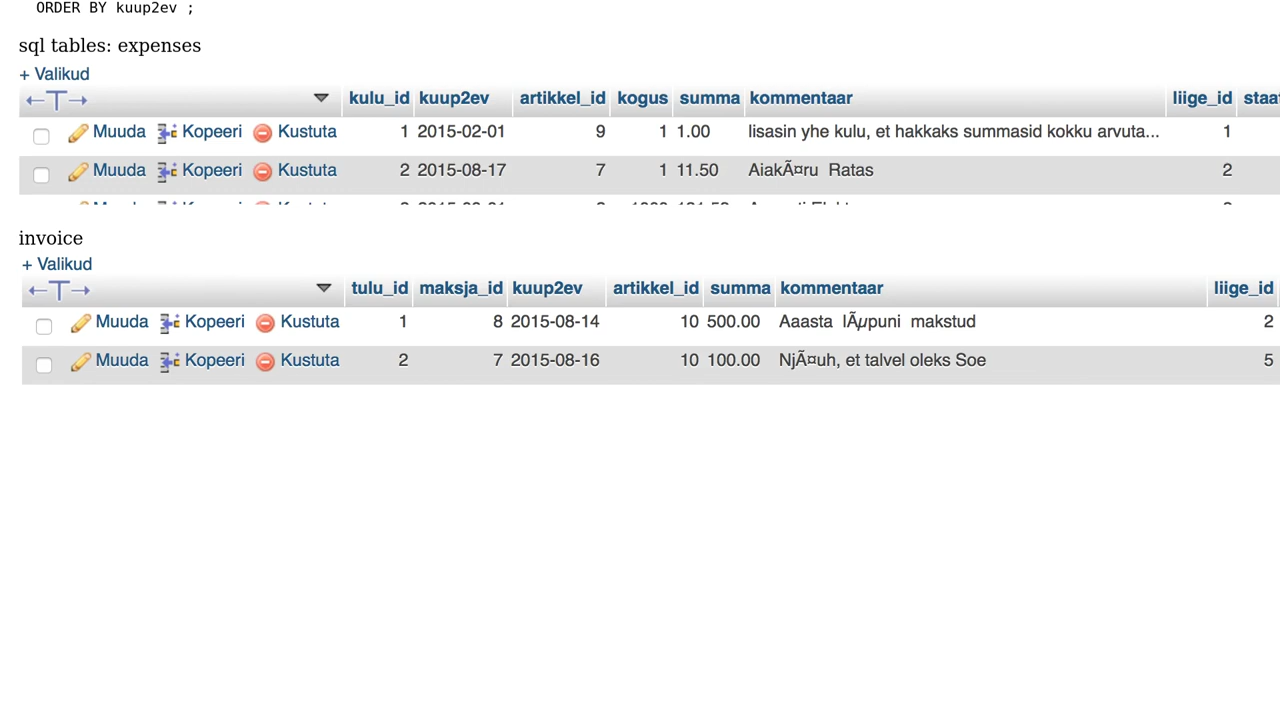 ORDER BY kuup2ev ;
sql tables: expenses
+ Valikud
←T→ kulu_id kuup2ev artikkel_id kogus summa kommentaar liige_id staat
Muuda Kopeeri Kustuta 1 2015-02-01 9 1 1.00 lisasin yhe kulu, et hakkaks summasid kokku arvuta... 1
Muuda Kopeeri Kustuta 2 2015-08-17 7 1 11.50 AiakÃ¤ru Ratas 2
invoice
+ Valikud
←T→ tulu_id maksja_id kuup2ev artikkel_id summa kommentaar liige_id
Muuda Kopeeri Kustuta 1 8 2015-08-14 10 500.00 Aaasta lÃµpuni makstud 2
Muuda Kopeeri Kustuta 2 7 2015-08-16 10 100.00 NjÃ¤uh, et talvel oleks Soe 5